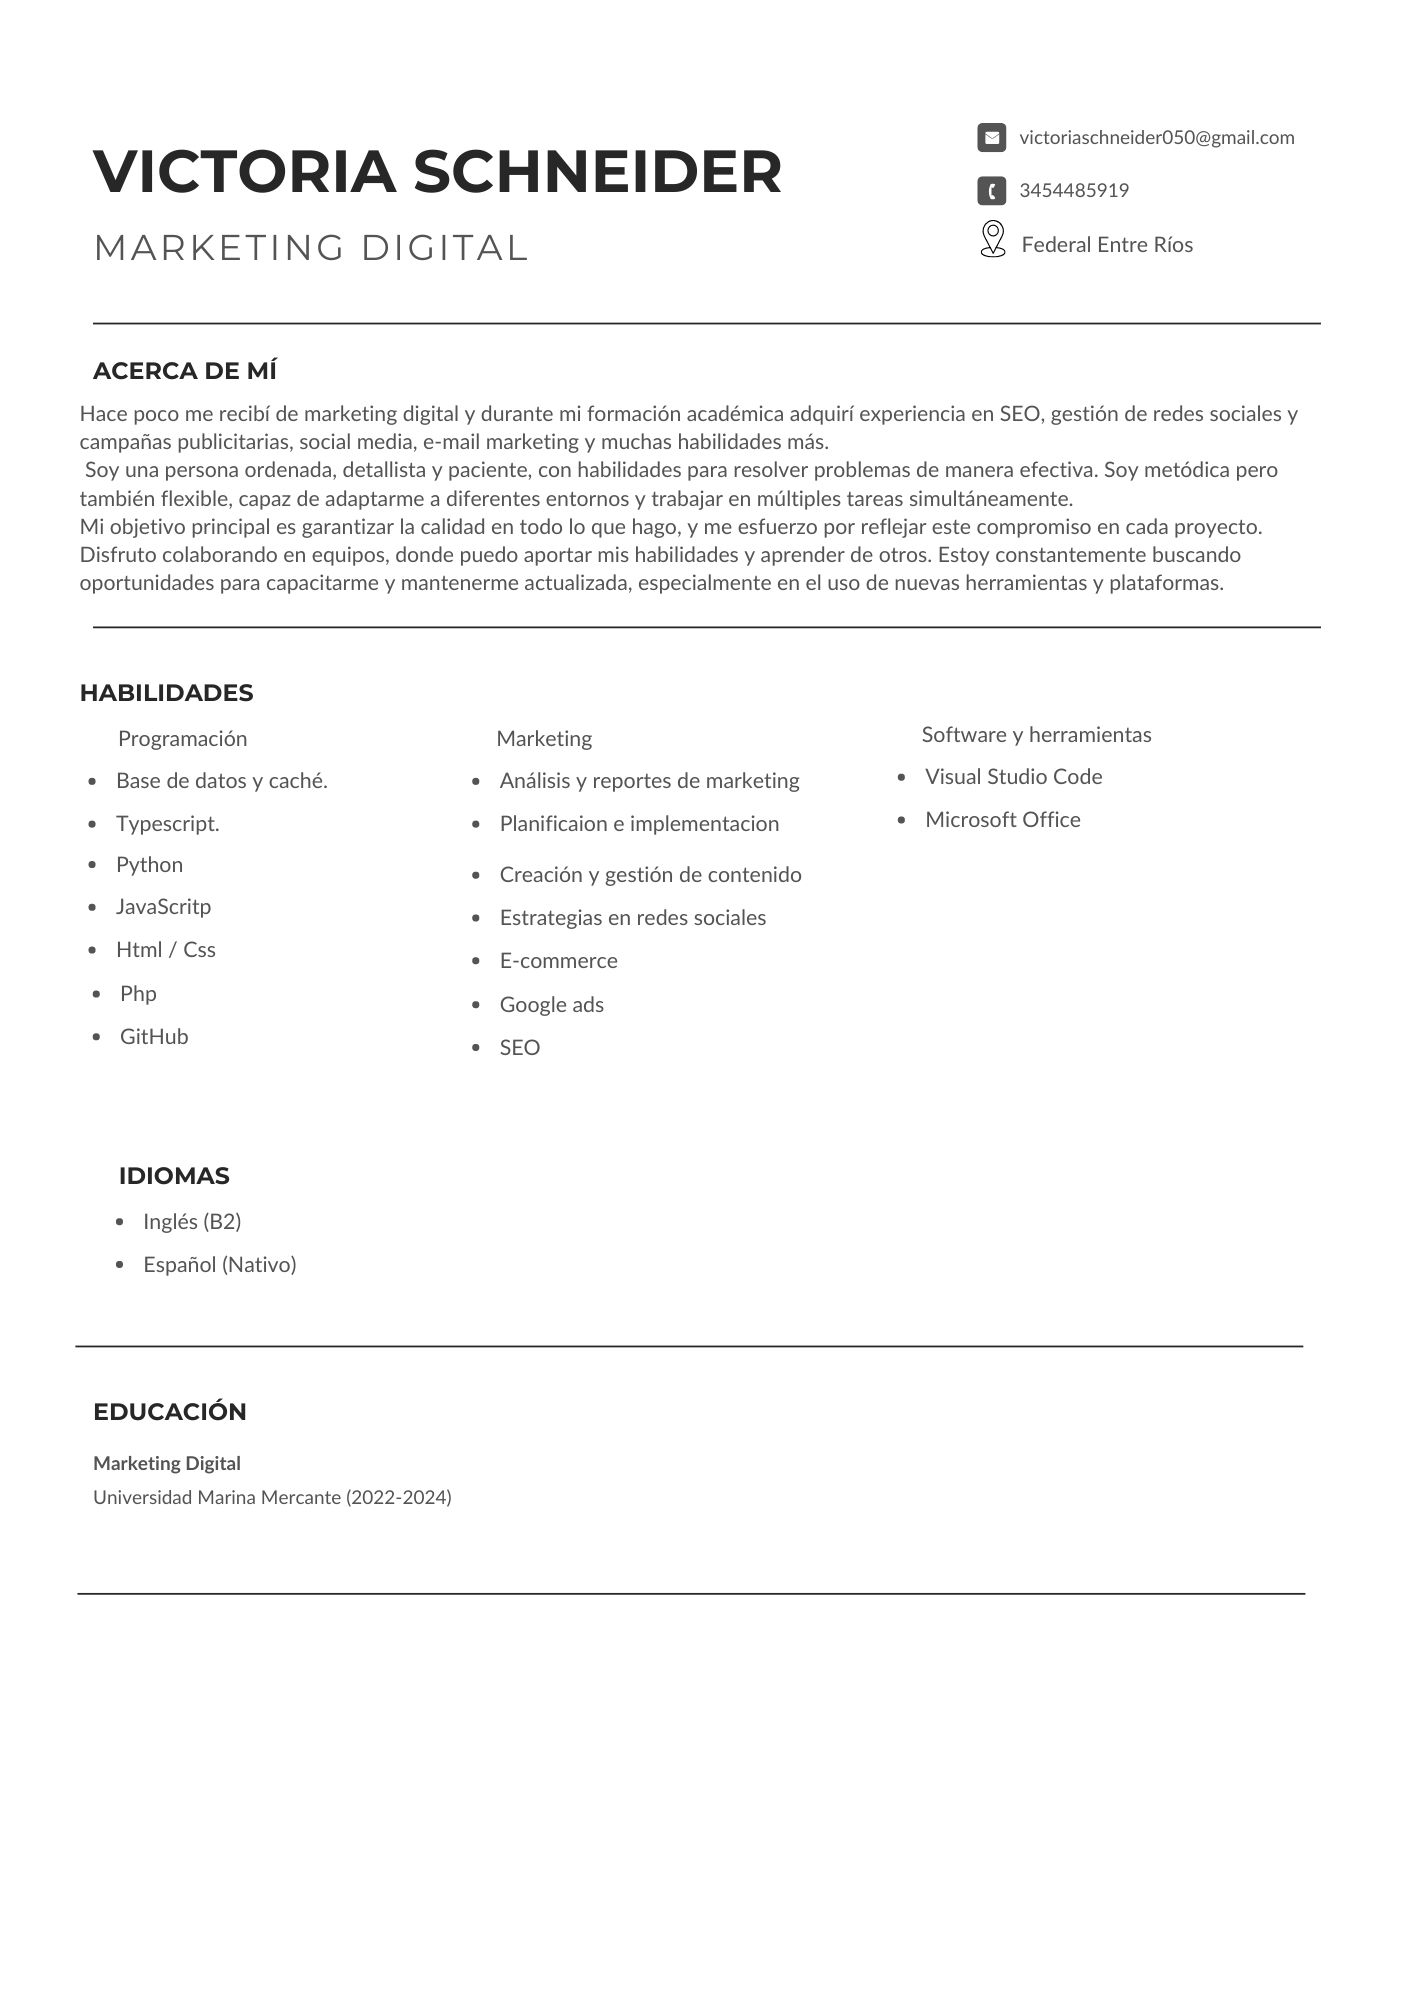 VICTORIA SCHNEIDER
MARKETING DIGITAL
victoriaschneider050@gmail.com
3454485919
Federal Entre Ríos
ACERCA DE MÍ
Hace poco me recibí de marketing digital y durante mi formación académica adquirí experiencia en SEO, gestión de redes sociales y
campañas publicitarias, social media, e-mail marketing y muchas habilidades más.
Soy una persona ordenada, detallista y paciente, con habilidades para resolver problemas de manera efectiva. Soy metódica pero
también flexible, capaz de adaptarme a diferentes entornos y trabajar en múltiples tareas simultáneamente.
Mi objetivo principal es garantizar la calidad en todo lo que hago, y me esfuerzo por reflejar este compromiso en cada proyecto.
Disfruto colaborando en equipos, donde puedo aportar mis habilidades y aprender de otros. Estoy constantemente buscando
oportunidades para capacitarme y mantenerme actualizada, especialmente en el uso de nuevas herramientas y plataformas.
HABILIDADES
Programación
• Base de datos y caché.
• Typescript.
• Python
• JavaScritp
• Html / Css
• Php
• GitHub
Marketing
• Análisis y reportes de marketing
• Planificaion e implementacion
• Creación y gestión de contenido
• Estrategias en redes sociales
• E-commerce
• Google ads
• SEO
Software y herramientas
• Visual Studio Code
• Microsoft Office
IDIOMAS
• Inglés (B2)
• Español (Nativo)
EDUCACIÓN
Marketing Digital
Universidad Marina Mercante (2022-2024)